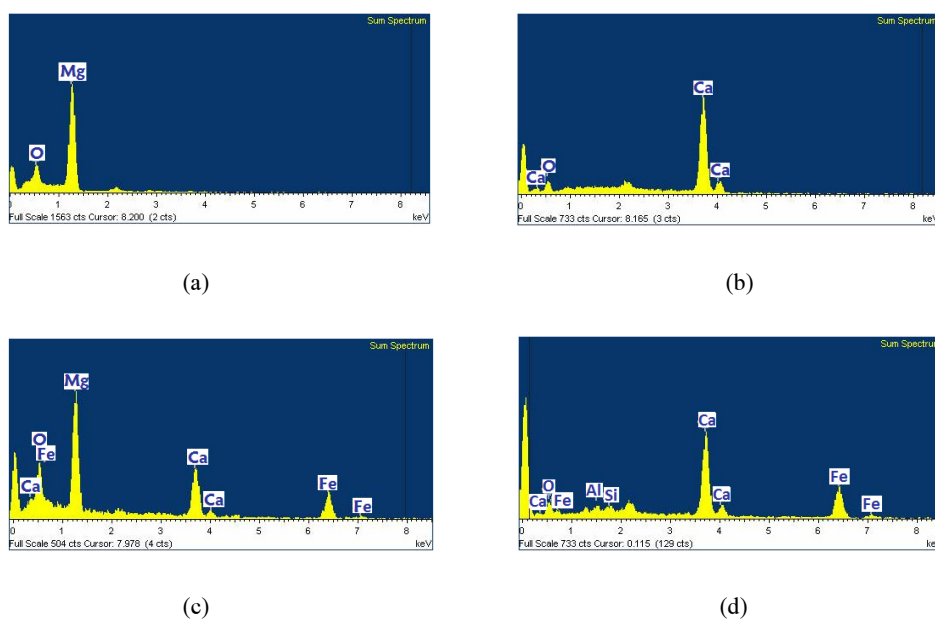 Sum Spectrum
Mg
O
0 1 2 3 4 5 6 7 8
Full Scale 1563 cts Cursor: 8.200 (2 cts) keV
(a)
Sum Spectrum
Ca
O
Ca Ca
0 1 2 3 4 5 6 7 8
Full Scale 733 cts Cursor: 8.165 (3 cts) keV
(b)
Sum Spectrum
Mg
O
Fe
Ca Ca Ca Fe Fe
0 1 2 3 4 5 6 7 8
Full Scale 504 cts Cursor: 7.978 (4 cts) keV
(c)
Sum Spectrum
Ca
O Al Si Fe
Ca Fe Ca Fe
0 1 2 3 4 5 6 7 8
Full Scale 733 cts Cursor: 0.115 (129 cts) keV
(d)